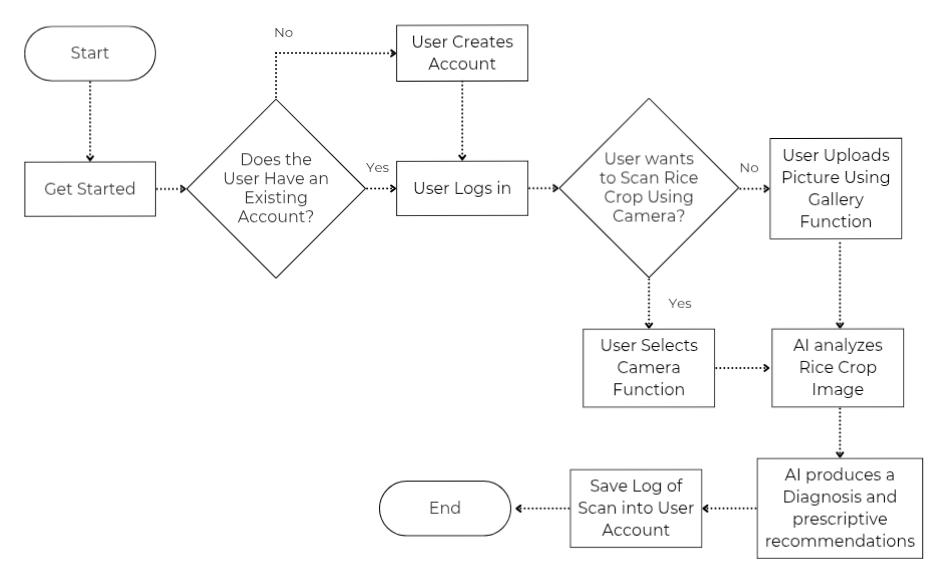 Start
Get Started
Does the
User Have an
Existing
Account?
No
User Creates
Account
Yes
User Logs in
User wants
to Scan Rice
Crop Using
Camera?
No
User Uploads
Picture Using
Gallery
Function
Yes
User Selects
Camera
Function
AI analyzes
Rice Crop
Image
AI produces a
Diagnosis and
prescriptive
recommendations
Save Log of
Scan into User
Account
End